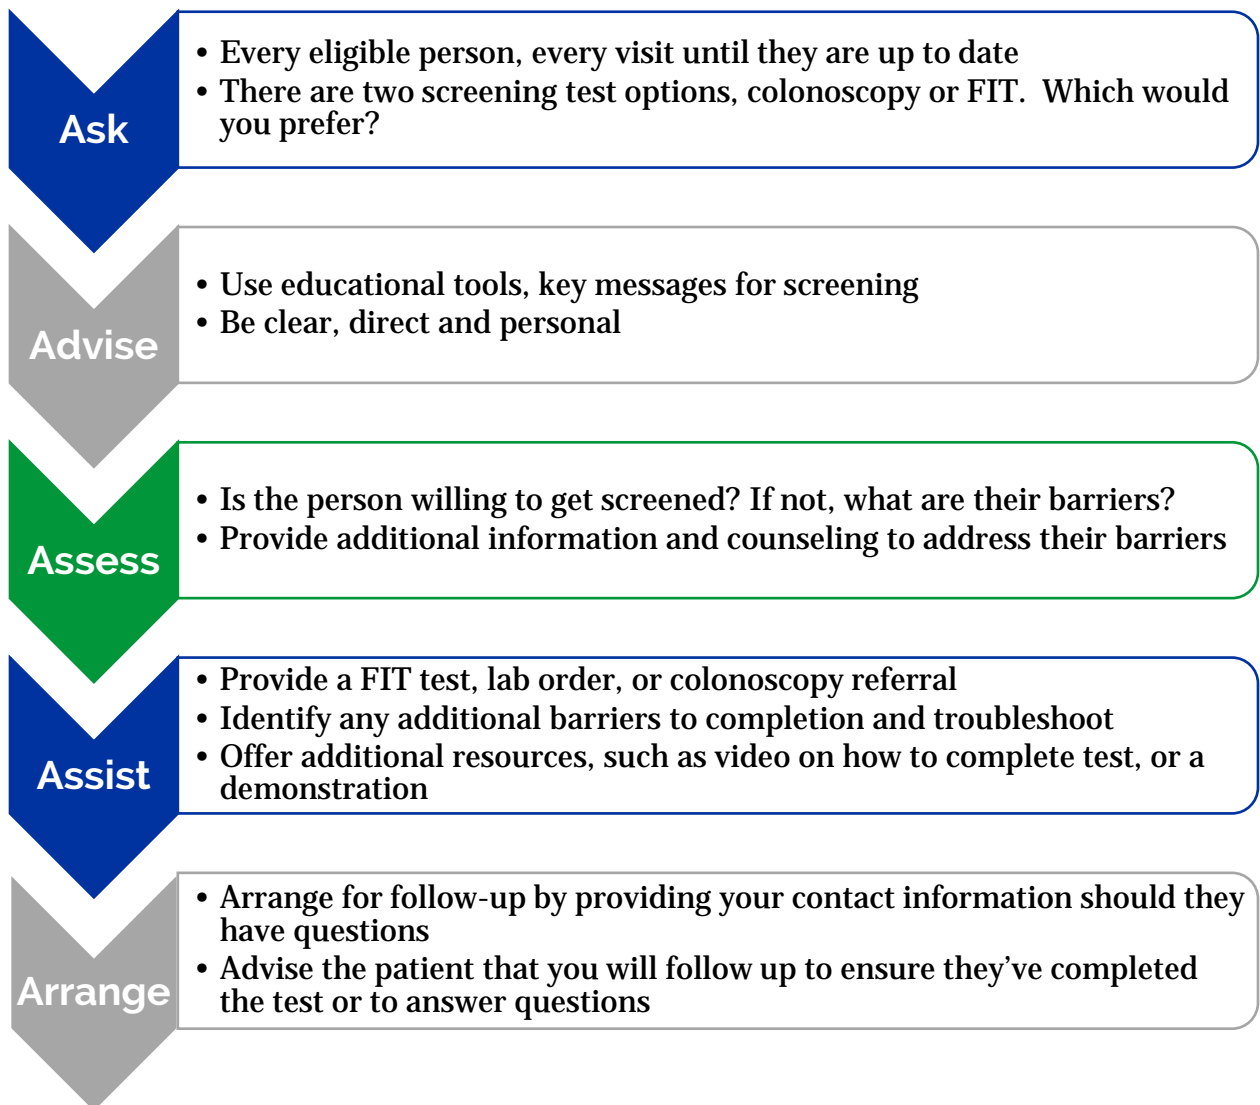 Ask
• Every eligible person, every visit until they are up to date
• There are two screening test options, colonoscopy or FIT.  Which would
you prefer?
Advise
• Use educational tools, key messages for screening
• Be clear, direct and personal
Assess
• Is the person willing to get screened? If not, what are their barriers?
• Provide additional information and counseling to address their barriers
Assist
• Provide a FIT test, lab order, or colonoscopy referral
• Identify any additional barriers to completion and troubleshoot
• Offer additional resources, such as video on how to complete test, or a
demonstration
Arrange
• Arrange for follow-up by providing your contact information should they
have questions
• Advise the patient that you will follow up to ensure they’ve completed
the test or to answer questions